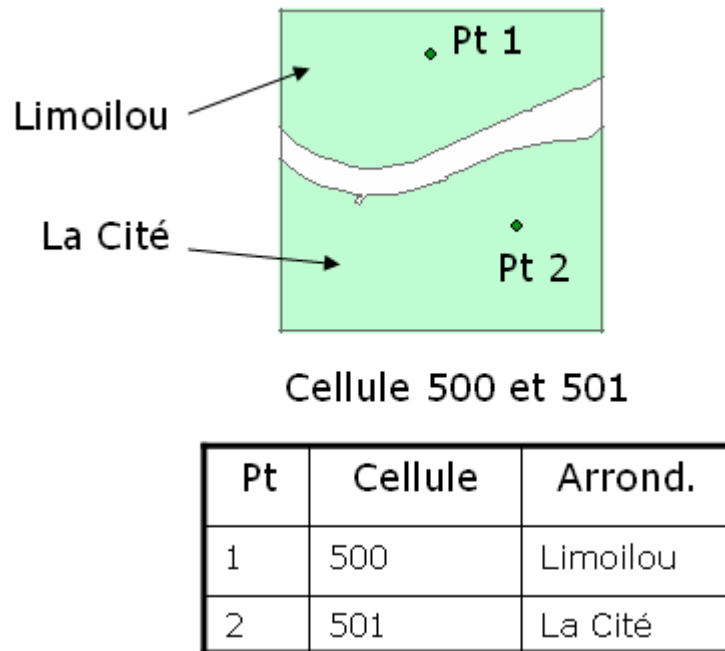 Pt 1
Limoilou
La Cité
Pt 2
Cellule 500 et 501
Pt Cellule Arrond.
1 500 Limoilou
2 501 La Cité